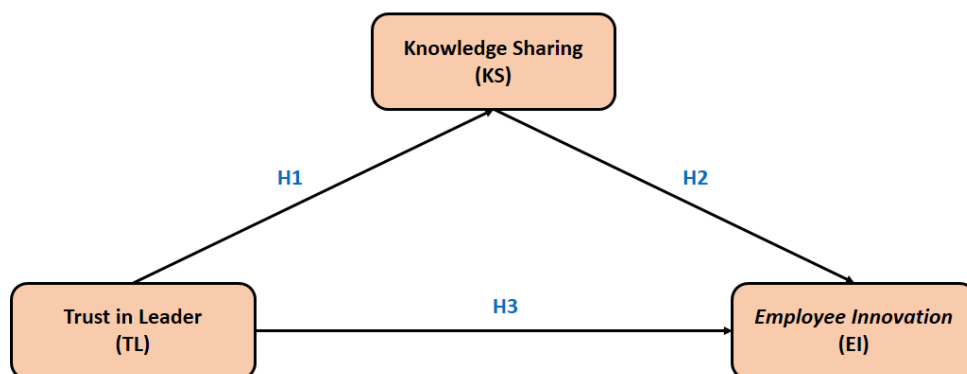 Knowledge Sharing
(KS)
H1
H2
H3
Trust in Leader
(TL)
Employee Innovation
(EI)